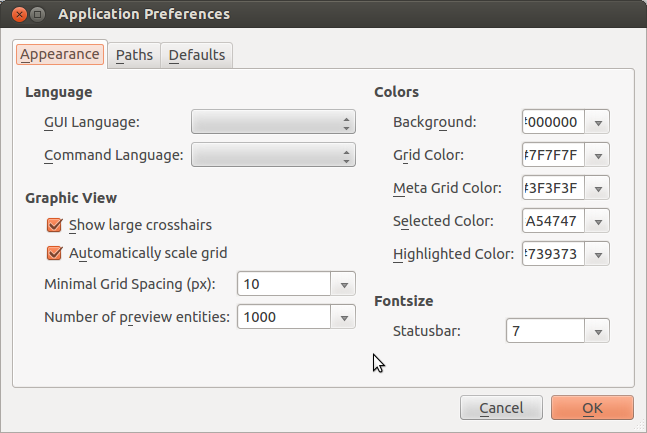 Application Preferences
Appearance Paths Defaults
Language
GUI Language:
Command Language:
Graphic View
Show large crosshairs
Automatically scale grid
Minimal Grid Spacing (px): 10
Number of preview entities: 1000
Colors
Background: #000000
Grid Color: #7F7F7F
Meta Grid Color: #3F3F3F
Selected Color: A54747
Highlighted Color: #739373
Fontsize
Statusbar: 7
Cancel OK